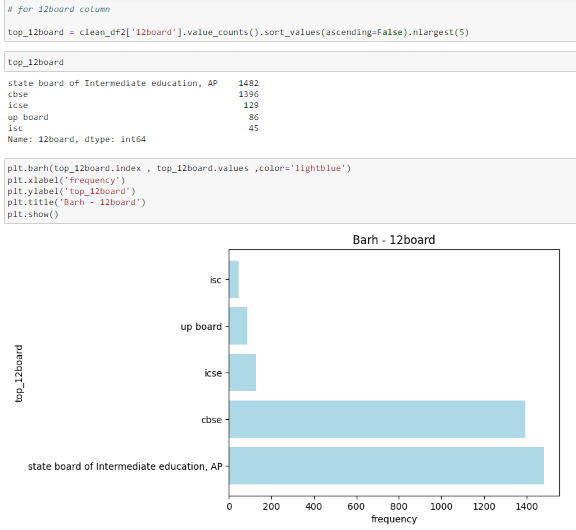 # for 12board column
top_12board = clean_df2['12board'].value_counts().sort_values(ascending=False).nlargest(5)
top_12board
state board of Intermediate education, AP    1482
cbse    1396
icse    129
up board    86
isc    45
Name: 12board, dtype: int64
plt.barh(top_12board.index , top_12board.values ,color='lightblue')
plt.xlabel('frequency')
plt.ylabel('top_12board')
plt.title('Barh - 12board')
plt.show()
Barh - 12board
isc
up board
icse
cbse
state board of Intermediate education, AP
top_12board
0 200 400 600 800 1000 1200 1400
frequency